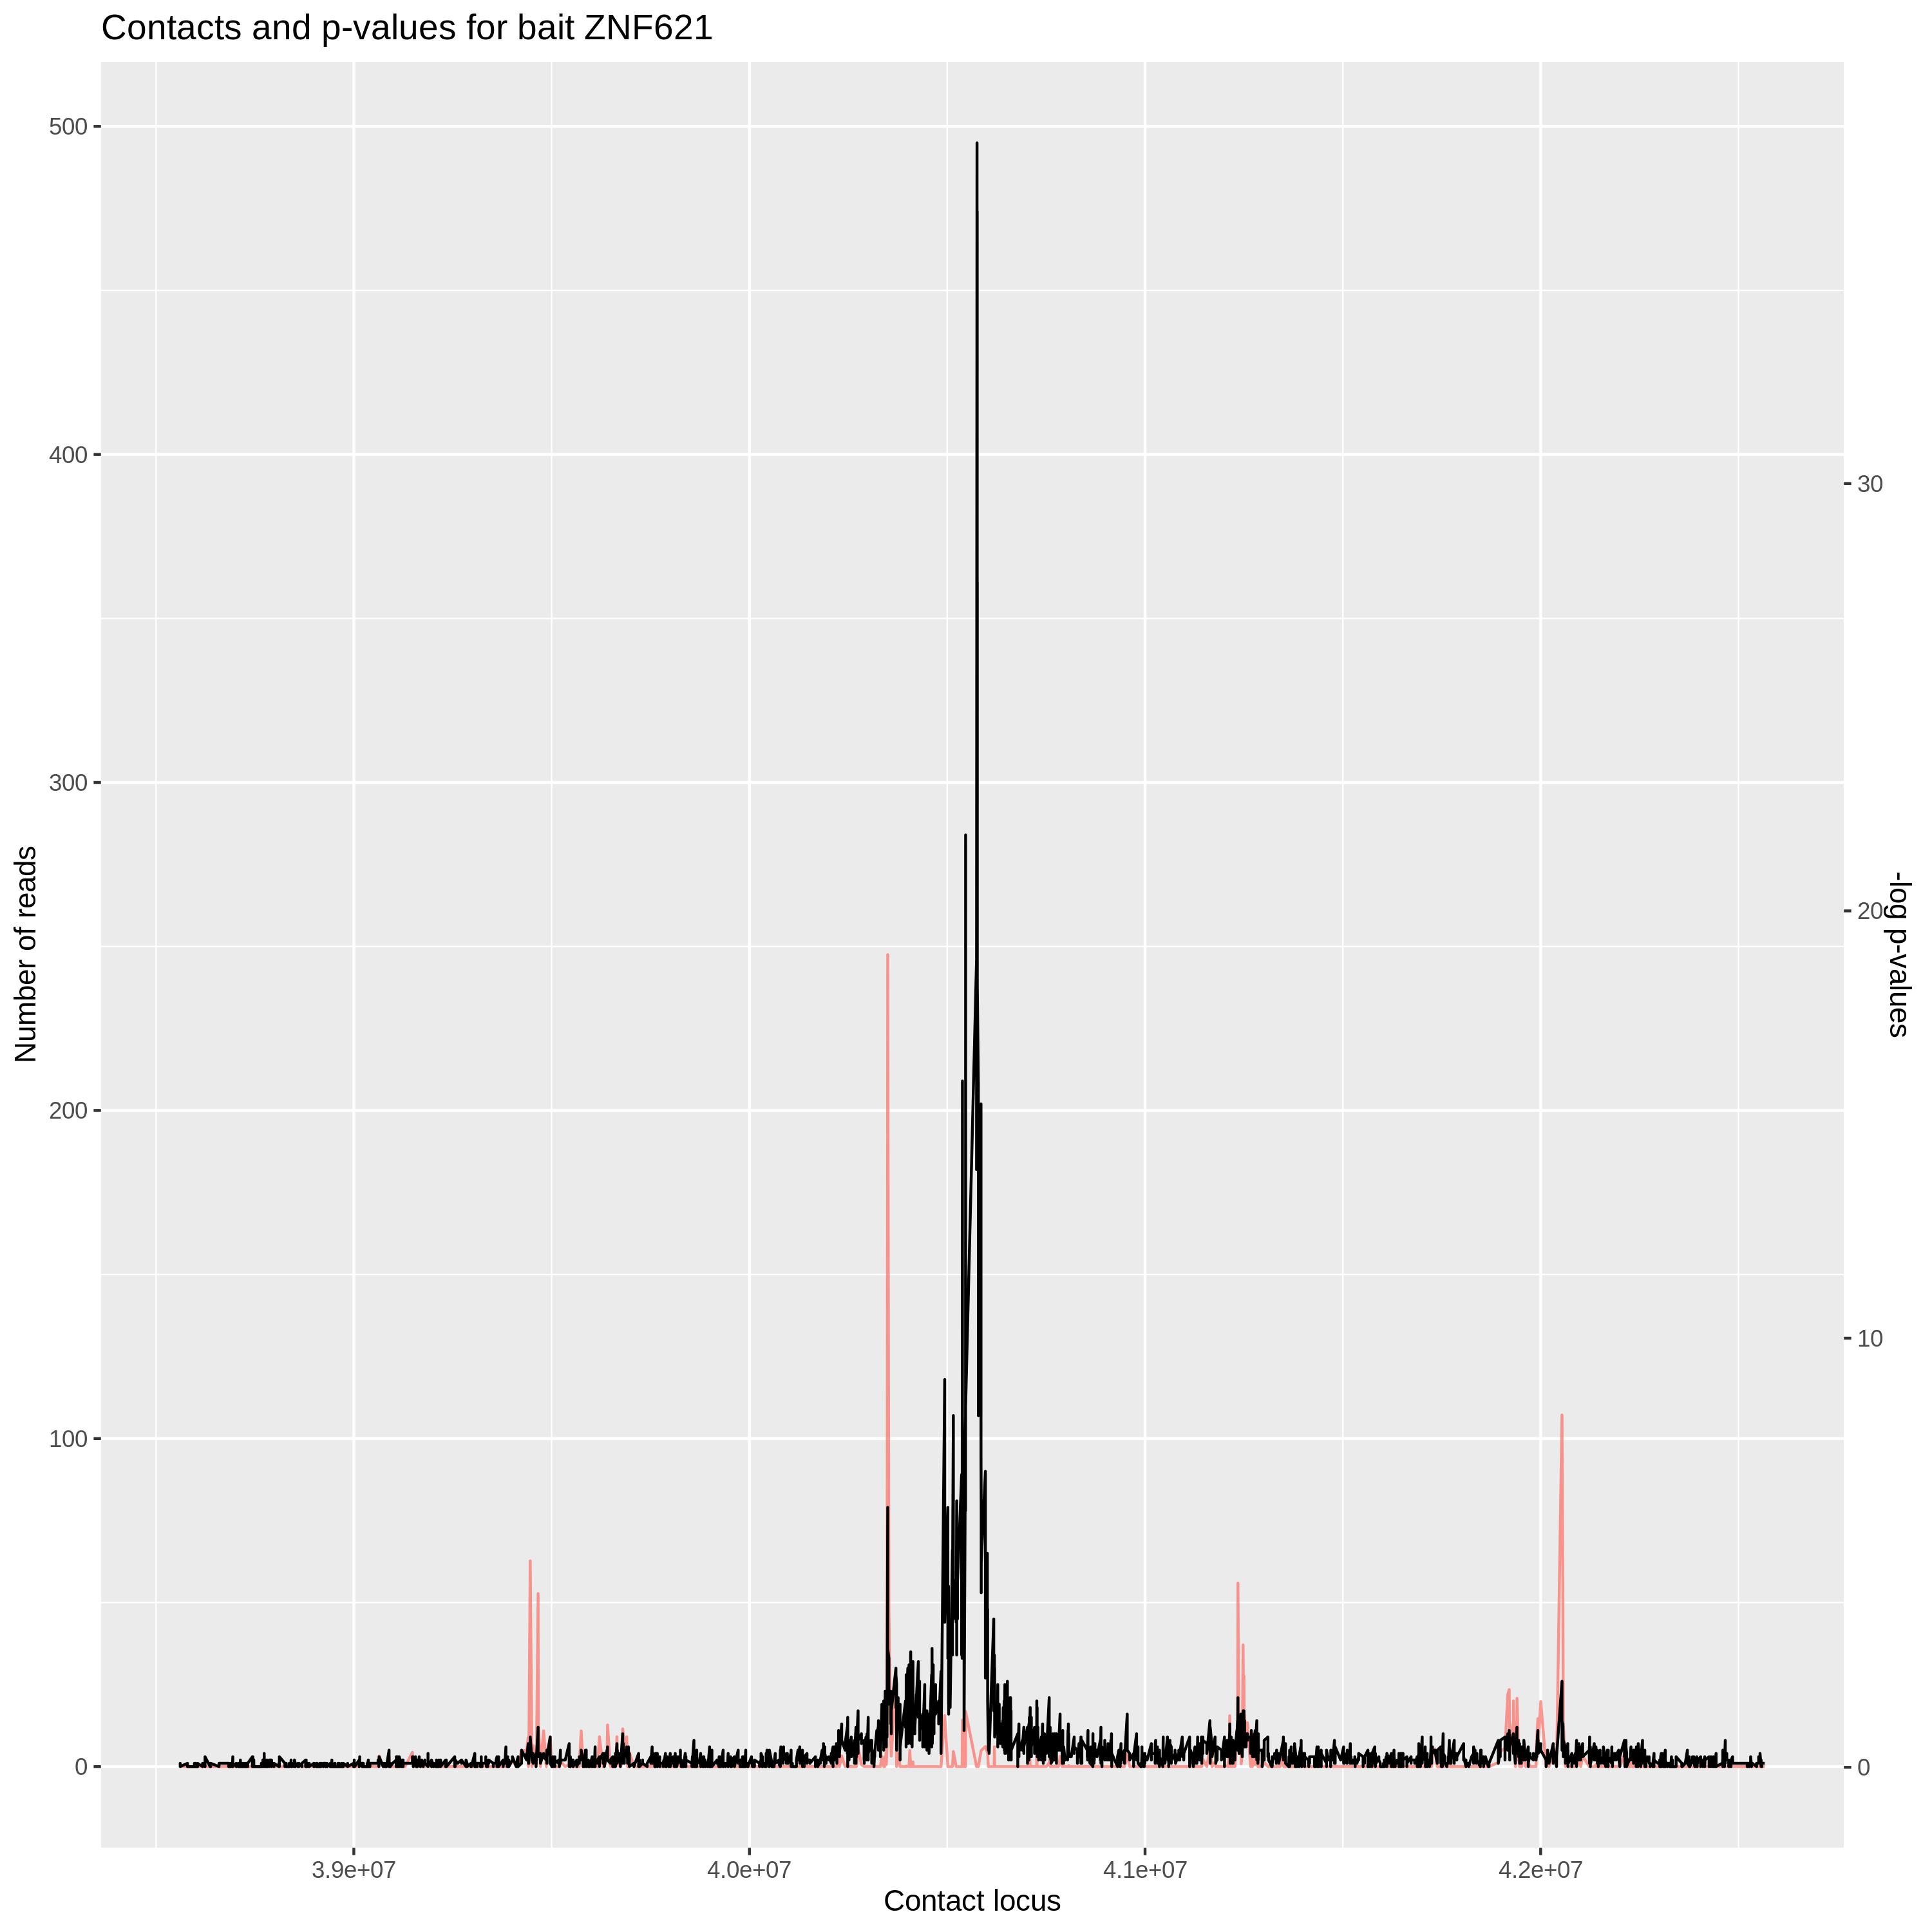 Contacts and p-values for bait ZNF621
500
400
300
200
100
0
Number of reads
30
20
10
0
-log p-values
3.9e+07 4.0e+07 4.1e+07 4.2e+07
Contact locus